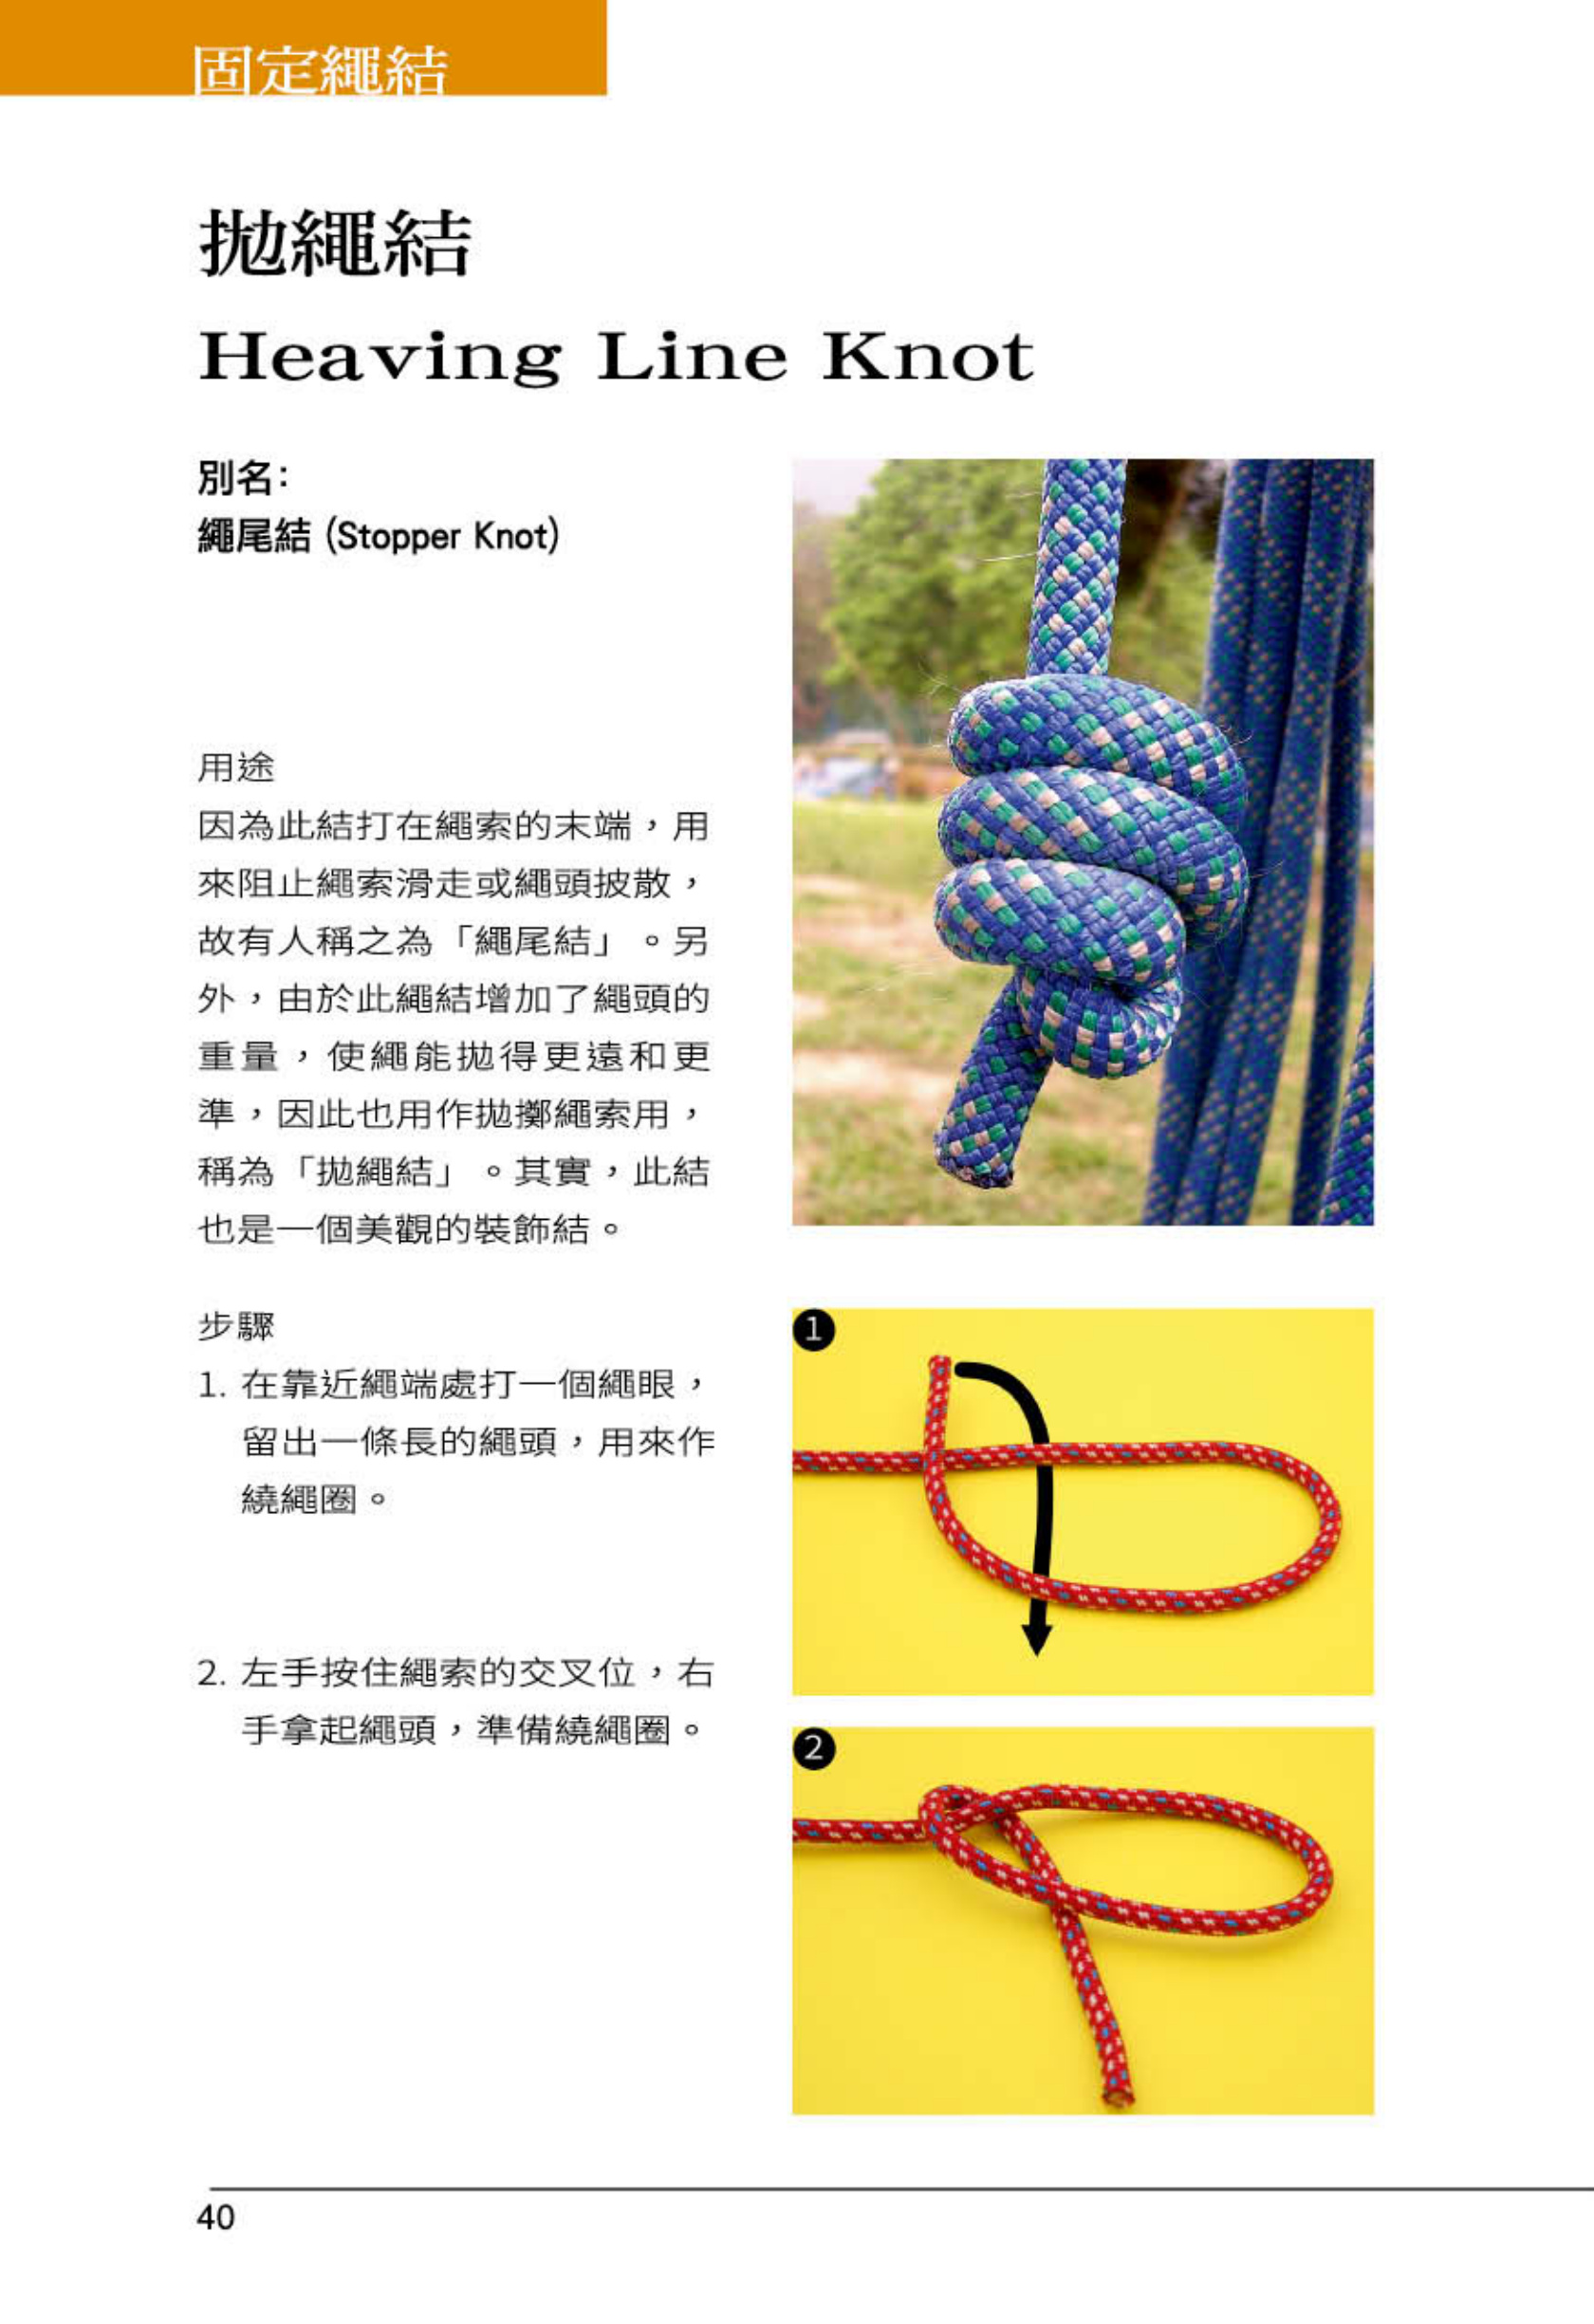 固定繩結
拋繩結
Heaving Line Knot
別名：
繩尾結 (Stopper Knot)
用途
因為此結打在繩索的末端，用
來阻止繩索滑走或繩頭披散，
故有人稱之為「繩尾結」。另
外，由於此繩結增加了繩頭的
重量，使繩能拋得更遠和更
準，因此也用作拋擲繩索用，
稱為「拋繩結」。其實，此結
也是一個美觀的裝飾結。
步驟
1. 在靠近繩端處打一個繩眼，
留出一條長的繩頭，用來作
繞繩圈。
1
2. 左手按住繩索的交叉位，右
手拿起繩頭，準備繞繩圈。
2
40